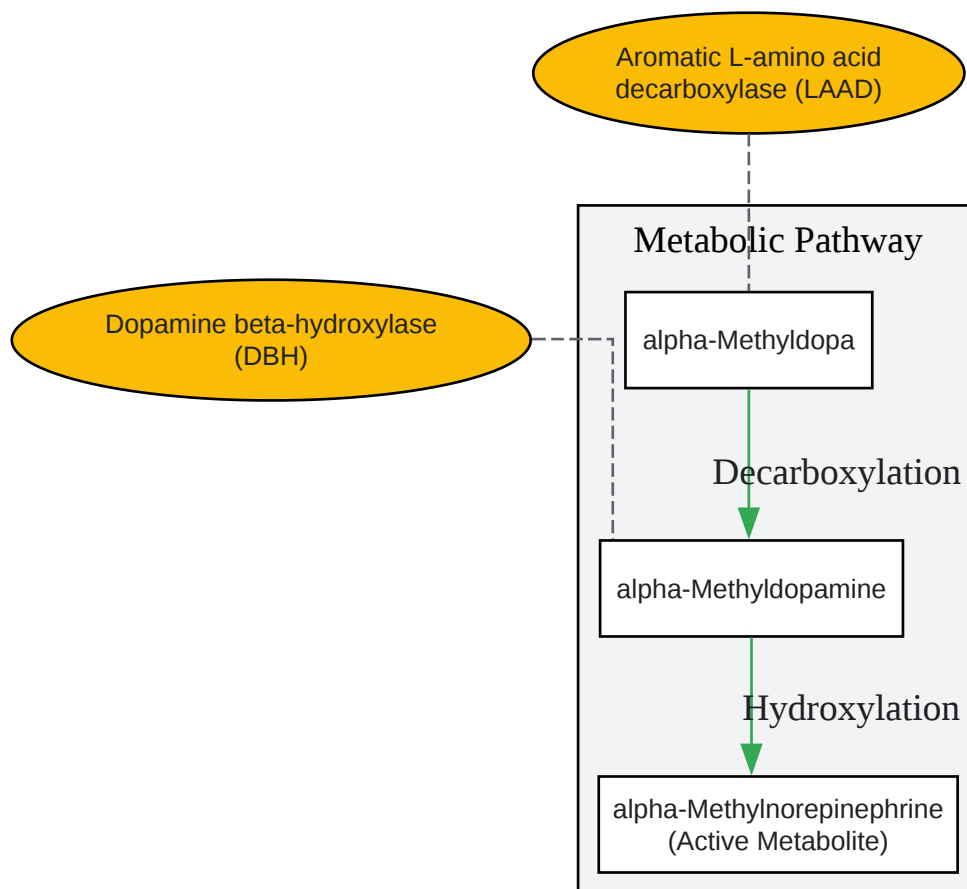 Aromatic L-amino acid
decarboxylase (LAAD)
Metabolic Pathway
Dopamine beta-hydroxylase
(DBH)
alpha-Methyldopa
Decarboxylation
alpha-Methyldopamine
Hydroxylation
alpha-Methylnorepinephrine
(Active Metabolite)